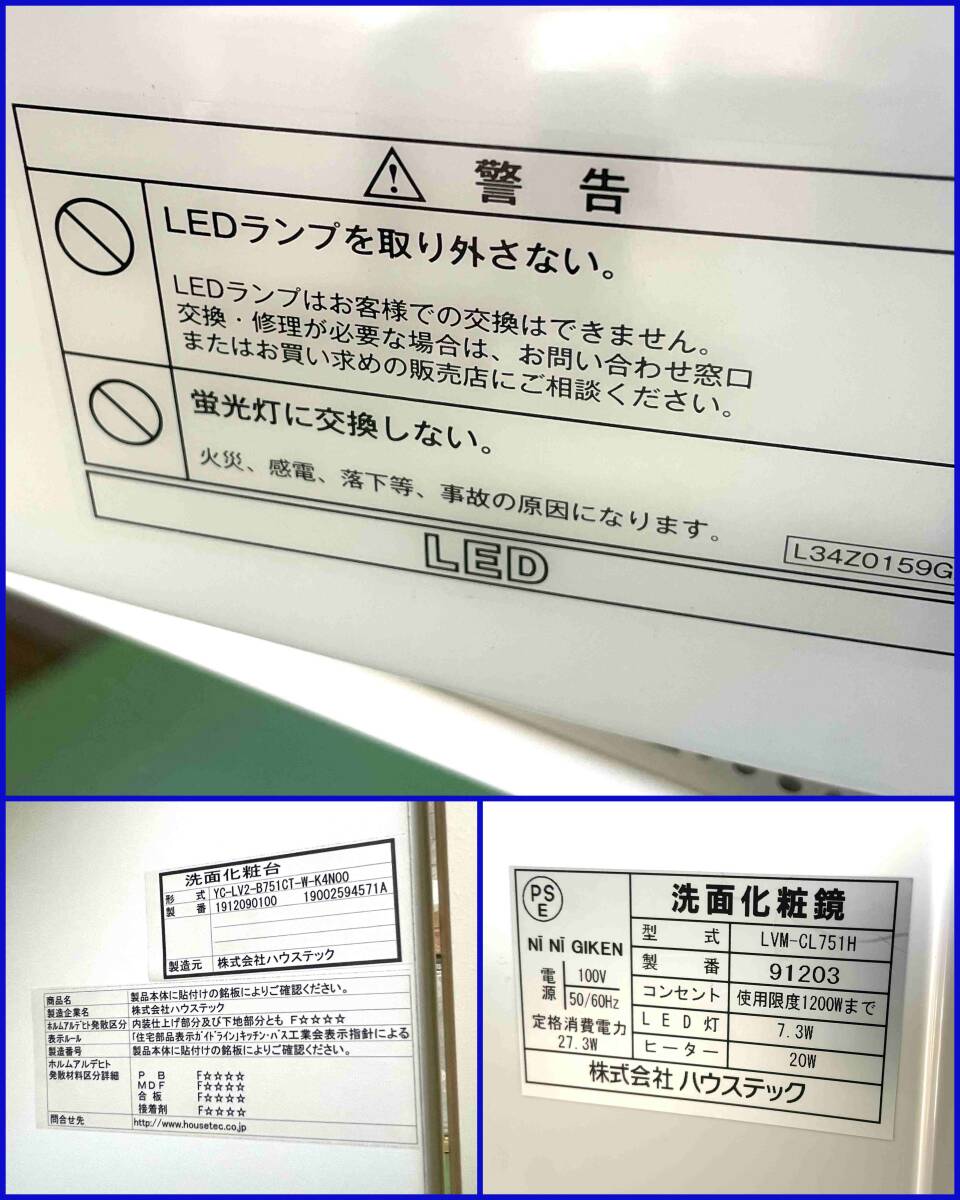 警告
LEDランプを取り外さない。
LEDランプはお客様での交換はできません。
交換・修理が必要な場合は、お問い合わせ窓口
またはお買い求めの販売店にご相談ください。
蛍光灯に交換しない。
火災、感電、落下等、事故の原因になります。
LED
L34Z0159G
洗面化粧台
形式 YC-LV2-B751CT-W-K4N00
製番 1912090100 19002594571A
製造元 株式会社ハウステック
商品名 製品本体に貼付けの銘板によりご確認ください。
製造企業名 株式会社ハウステック
ホルムアルデヒト発散区分 内装仕上げ部分及び下地部分とも F☆☆☆☆
表示ルール 「住宅部品表示ガイドライン」キッチン・バス工業会表示指針による
製造番号 製品本体に貼付けの銘板によりご確認ください。
ホルムアルデヒト
発散材料区分詳細 PB F☆☆☆☆
MDF F☆☆☆☆
合板 F☆☆☆☆
接着剤 F☆☆☆☆
問合せ先 http://www.housetec.co.jp
PSE
NI NI GIKEN
電源 100V
50/60Hz
定格消費電力
27.3W
洗面化粧鏡
型式 LVM-CL751H
製番 91203
コンセント 使用限度1200Wまで
LED灯 7.3W
ヒーター 20W
株式会社 ハウステック